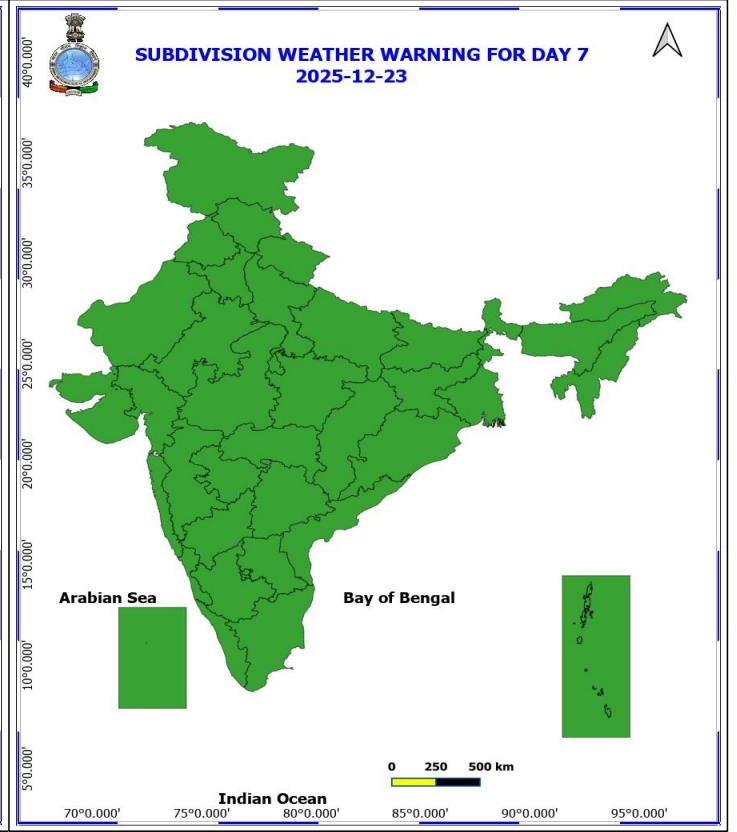 SUBDIVISION WEATHER WARNING FOR DAY 7
2025-12-23
40°0.000'
35°0.000'
30°0.000'
25°0.000'
20°0.000'
15°0.000'
10°0.000'
5°0.000'
Arabian Sea
Bay of Bengal
0 250 500 km
Indian Ocean
70°0.000' 75°0.000' 80°0.000' 85°0.000' 90°0.000' 95°0.000'